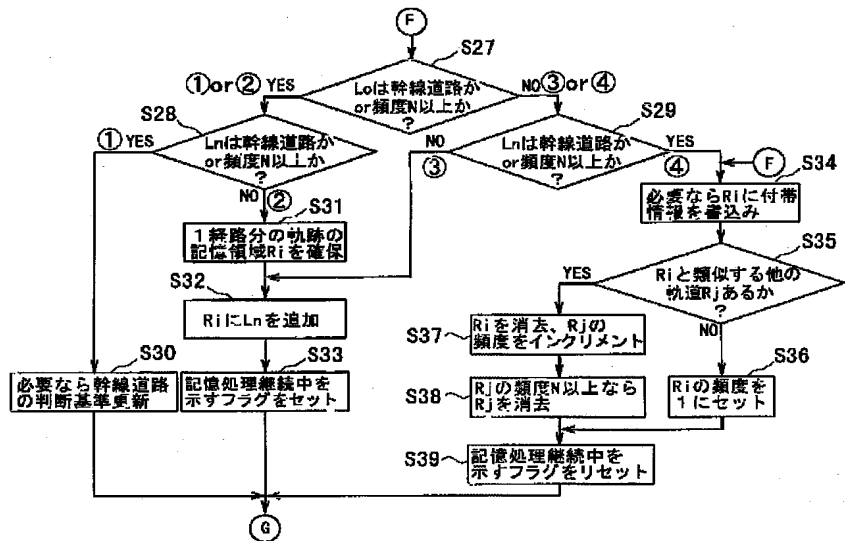 F
S27
①or② YES
Loは幹線道路か
or頻度N以上か
?
NO ③or④
S28
① YES
Lnは幹線道路か
or頻度N以上か
?
NO ②
S29
NO
③
Lnは幹線道路か
or頻度N以上か
?
YES
④
F
S34
必要ならRiに付帯
情報を書込み
S31
1経路分の軌跡の
記憶領域Riを確保
S35
Riと類似する他の
軌道Rjあるか
?
YES
NO
S32
RiにLnを追加
S37
Riを消去、Rjの
頻度をインクリメント
S30
必要なら幹線道路
の判断基準更新
S33
記憶処理継続中を
示すフラグをセット
S38
Rjの頻度N以上なら
Rjを消去
S36
Riの頻度を
1にセット
S39
記憶処理継続中を
示すフラグをリセット
G